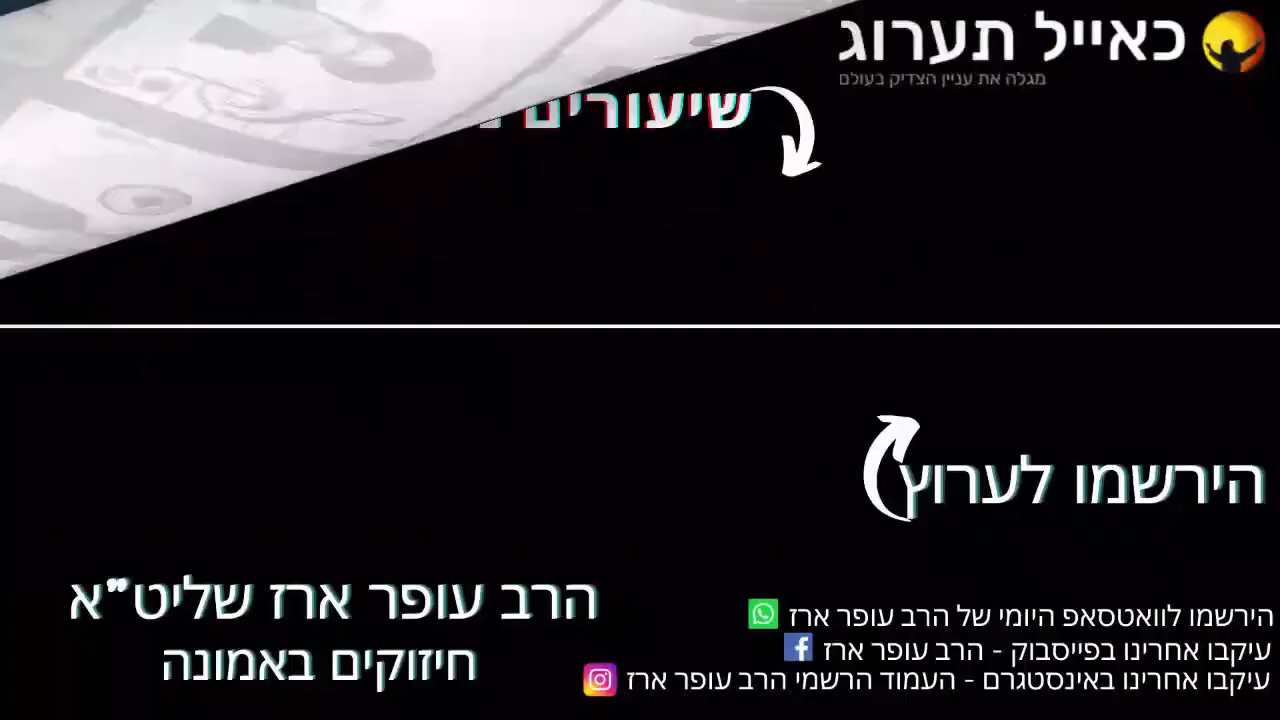 כאייל תערוג
מגלה את עניין הצדיק בעולם
שיעורים
הירשמו לערוץ
הרב עופר ארז שליט"א
חיזוקים באמונה
הירשמו לוואטסאפ היומי של הרב עופר ארז
עיקבו אחרינו בפייסבוק - הרב עופר ארז
עיקבו אחרינו באינסטגרם - העמוד הרשמי הרב עופר ארז